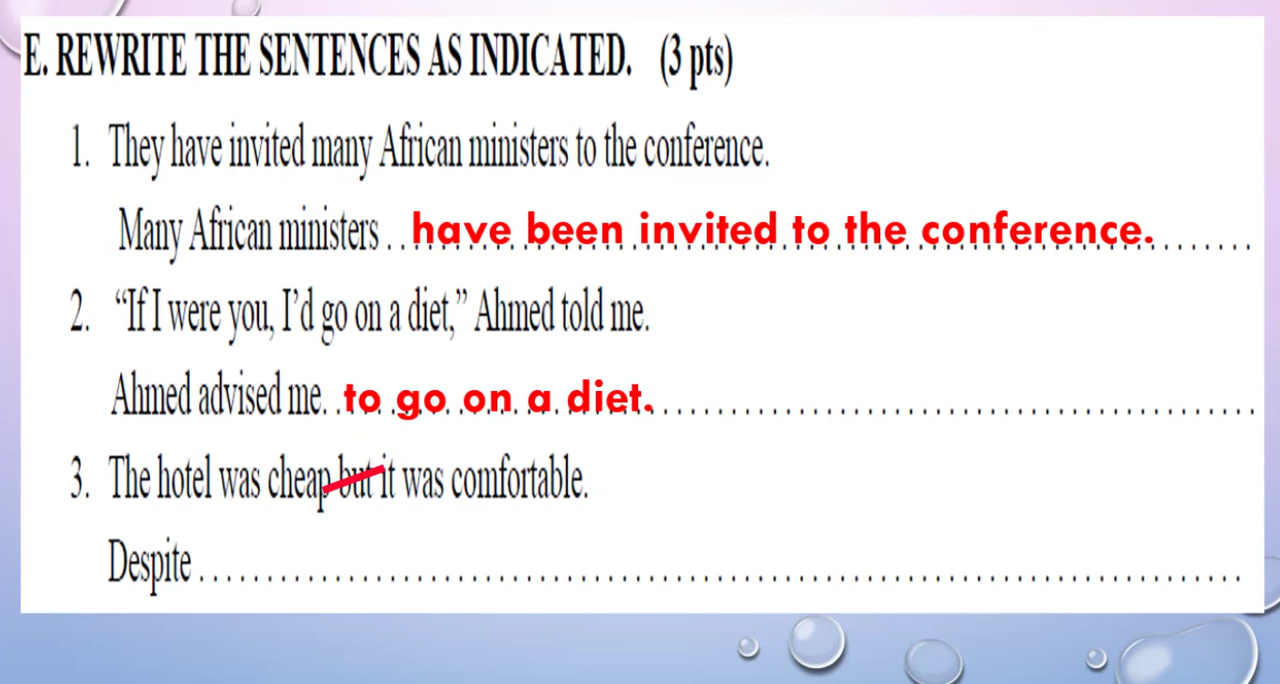 E. REWRITE THE SENTENCES AS INDICATED. (3 pts)
1. They have invited many African ministers to the conference.
Many African ministers .. have been invited to the conference.
2. “If I were you, I’d go on a diet,” Ahmed told me.
Ahmed advised me. . to go on a diet.
3. The hotel was cheap but it was comfortable.
Despite ..............................................................................